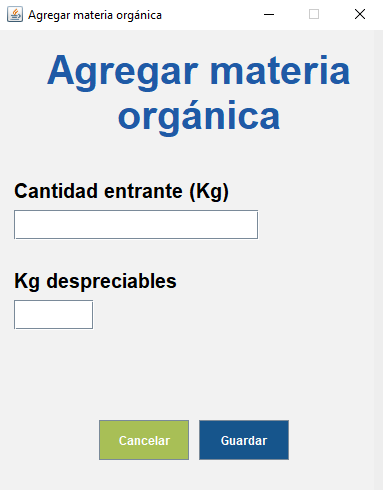 Agregar materia orgánica
Agregar materia
orgánica
Cantidad entrante (Kg)
Kg despreciables
Cancelar
Guardar